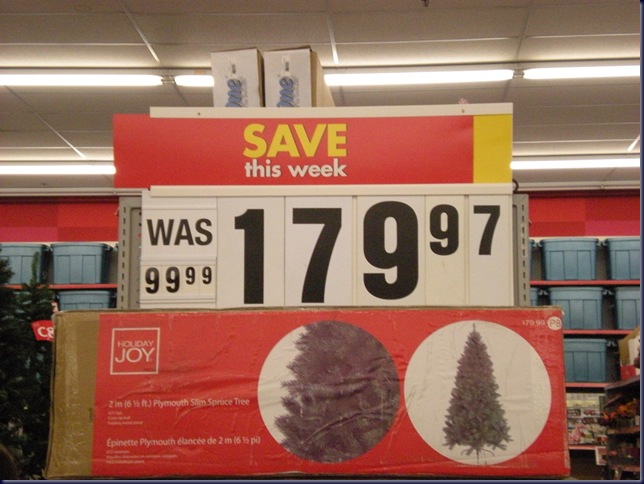 SAVE
this week
WAS
99 99
179 97
179.99 P8
HOLIDAY
JOY
2 m (6 ½ ft.) Plymouth Slim Spruce Tree
Épinette Plymouth élancée de 2 m (6 ½ pi)